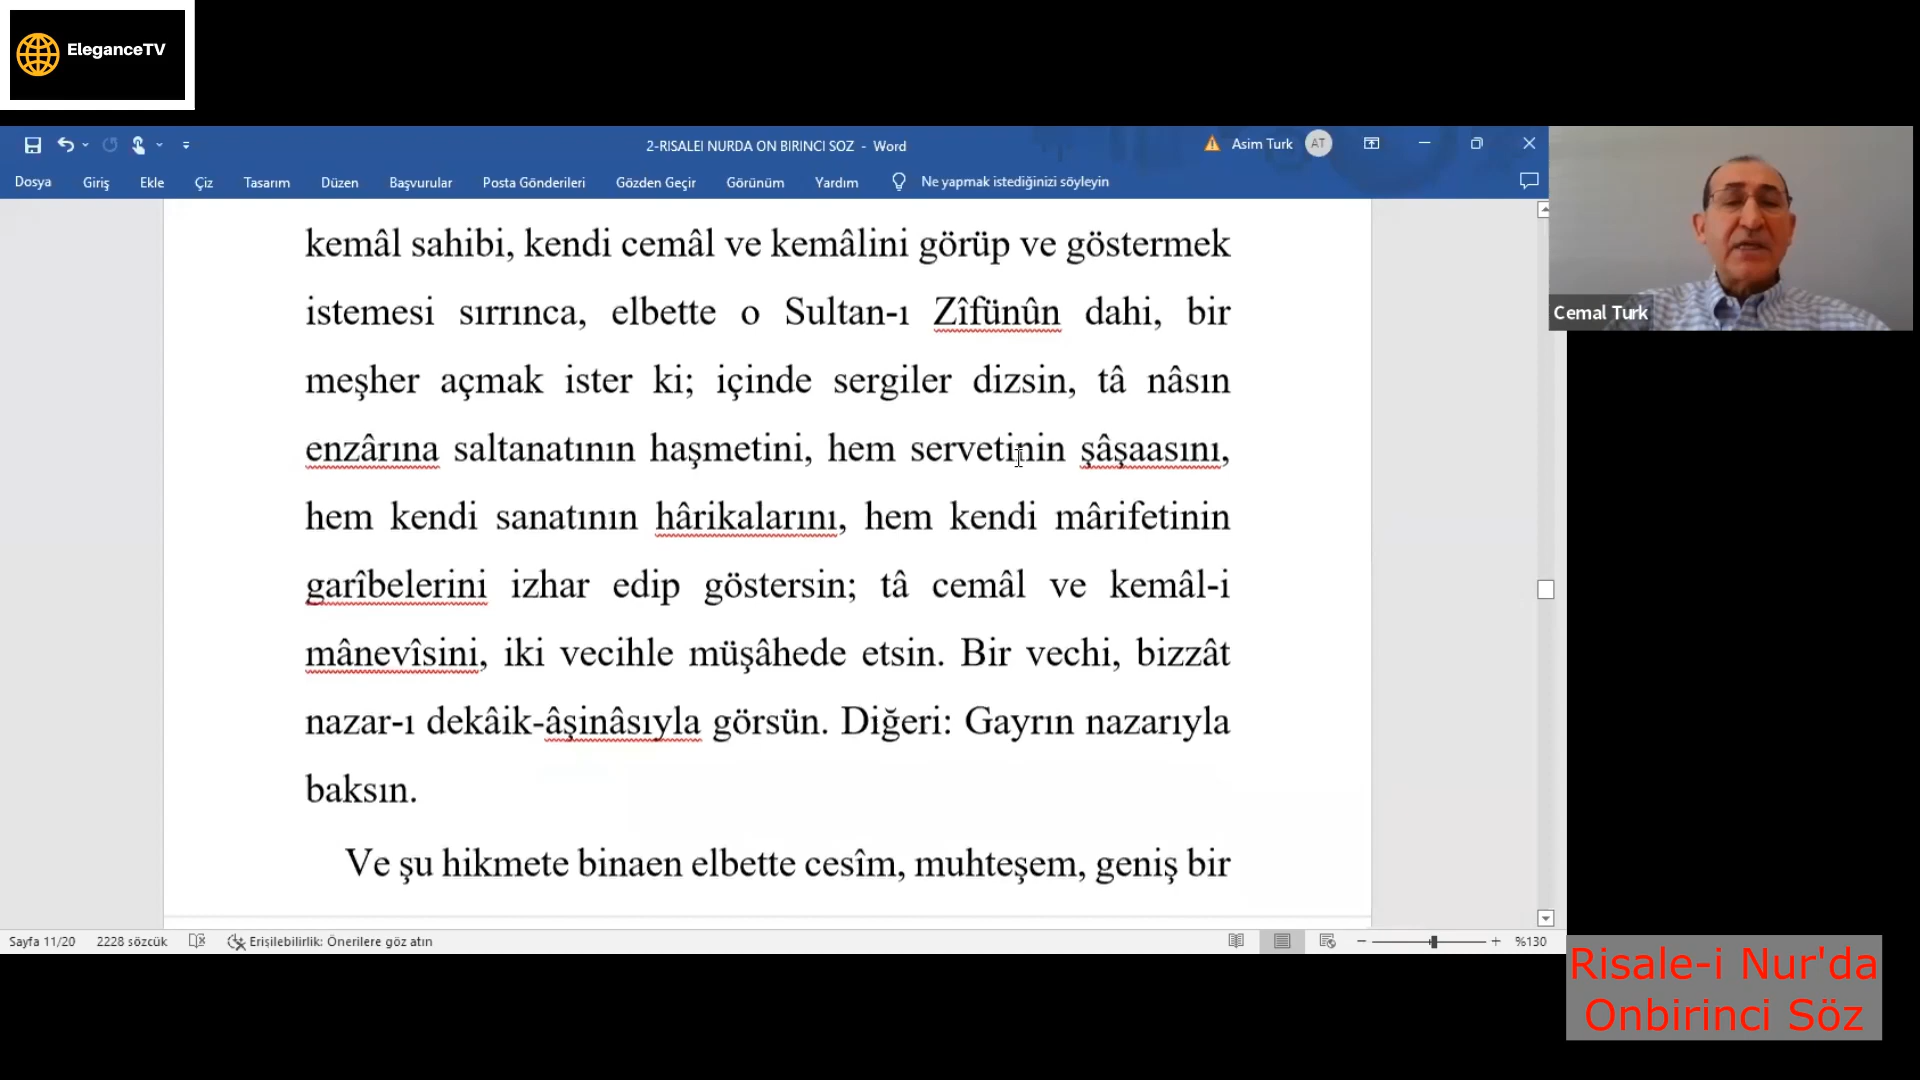 EleganceTV
2-RISALEI NURDA ON BIRINCI SOZ - Word
Asim Turk
AT
Dosya Giriş Ekle Çiz Tasarım Düzen Başvurular Posta Gönderileri Gözden Geçir Görünüm Yardım Ne yapmak istediğinizi söyleyin
kemâl sahibi, kendi cemâl ve kemâlini görüp ve göstermek
istemesi sırrınca, elbette o Sultan-ı Zîfünûn dahi, bir
meşher açmak ister ki; içinde sergiler dizsin, tâ nâsın
enzârına saltanatının haşmetini, hem servetinin şâşaasını,
hem kendi sanatının hârikalarını, hem kendi mârifetinin
garîbelerini izhar edip göstersin; tâ cemâl ve kemâl-i
mânevîsini, iki vecihle müşâhede etsin. Bir vechi, bizzât
nazar-ı dekâik-âşinâsıyla görsün. Diğeri: Gayrın nazarıyla
baksın.
Ve şu hikmete binaen elbette cesîm, muhteşem, geniş bir
Cemal Turk
Sayfa 11/20 2228 sözcük Erişilebilirlik: Önerilere göz atın
%130
Risale-i Nur'da
Onbirinci Söz